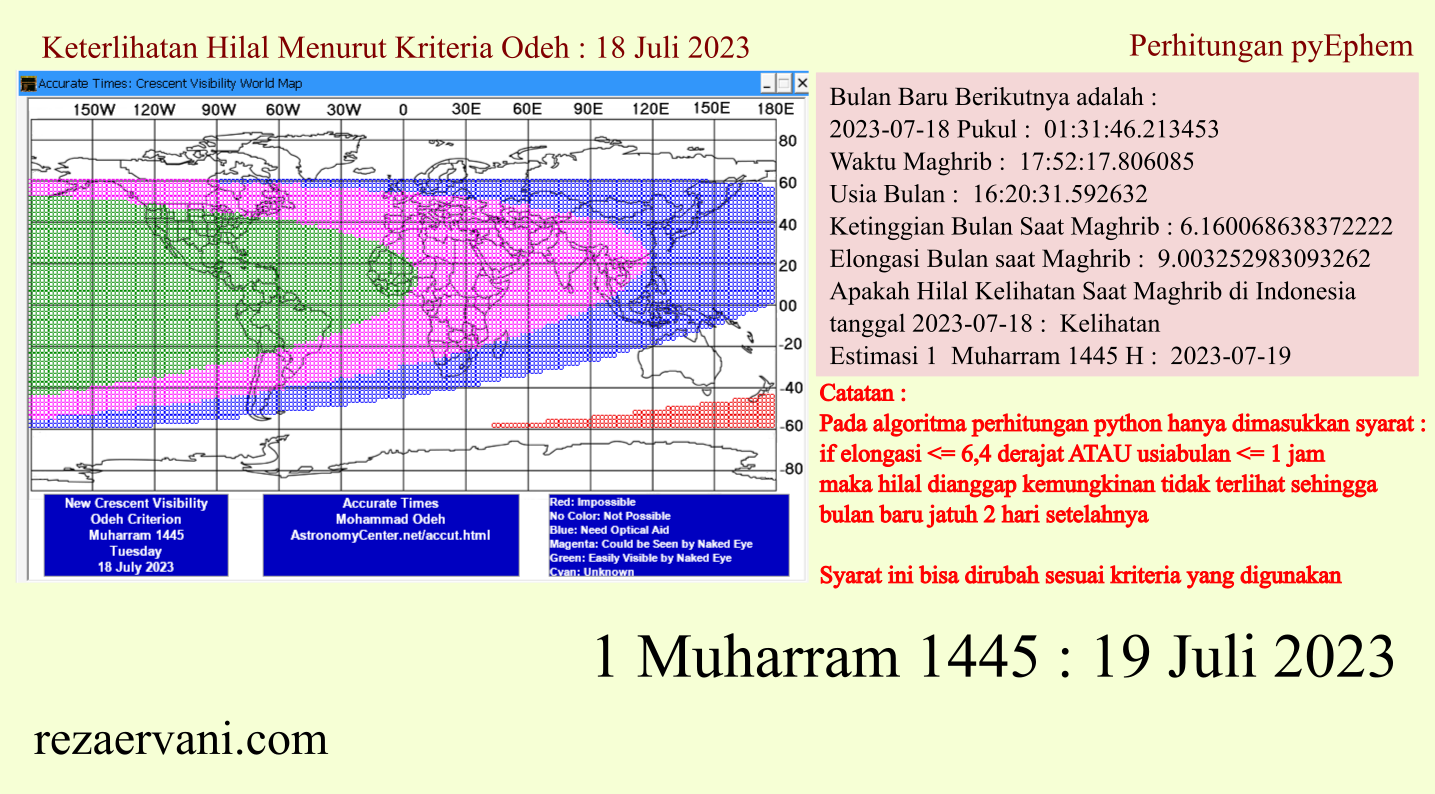 Keterlihatan Hilal Menurut Kriteria Odeh : 18 Juli 2023
Perhitungan pyEphem
Accurate Times: Crescent Visibility World Map
150W 120W 90W 60W 30W 0 30E 60E 90E 120E 150E 180E
80
60
40
20
00
-20
-40
-60
-80
New Crescent Visibility
Odeh Criterion
Muharram 1445
Tuesday
18 July 2023
Accurate Times
Mohammad Odeh
AstronomyCenter.net/accut.html
Red: Impossible
No Color: Not Possible
Blue: Need Optical Aid
Magenta: Could be Seen by Naked Eye
Green: Easily Visible by Naked Eye
Cyan: Unknown
Bulan Baru Berikutnya adalah :
2023-07-18 Pukul : 01:31:46.213453
Waktu Maghrib : 17:52:17.806085
Usia Bulan : 16:20:31.592632
Ketinggian Bulan Saat Maghrib : 6.160068638372222
Elongasi Bulan saat Maghrib : 9.003252983093262
Apakah Hilal Kelihatan Saat Maghrib di Indonesia
tanggal 2023-07-18 : Kelihatan
Estimasi 1 Muharram 1445 H : 2023-07-19
Catatan :
Pada algoritma perhitungan python hanya dimasukkan syarat :
if elongasi <= 6,4 derajat ATAU usiabulan <= 1 jam
maka hilal dianggap kemungkinan tidak terlihat sehingga
bulan baru jatuh 2 hari setelahnya
Syarat ini bisa dirubah sesuai kriteria yang digunakan
1 Muharram 1445 : 19 Juli 2023
rezaervani.com